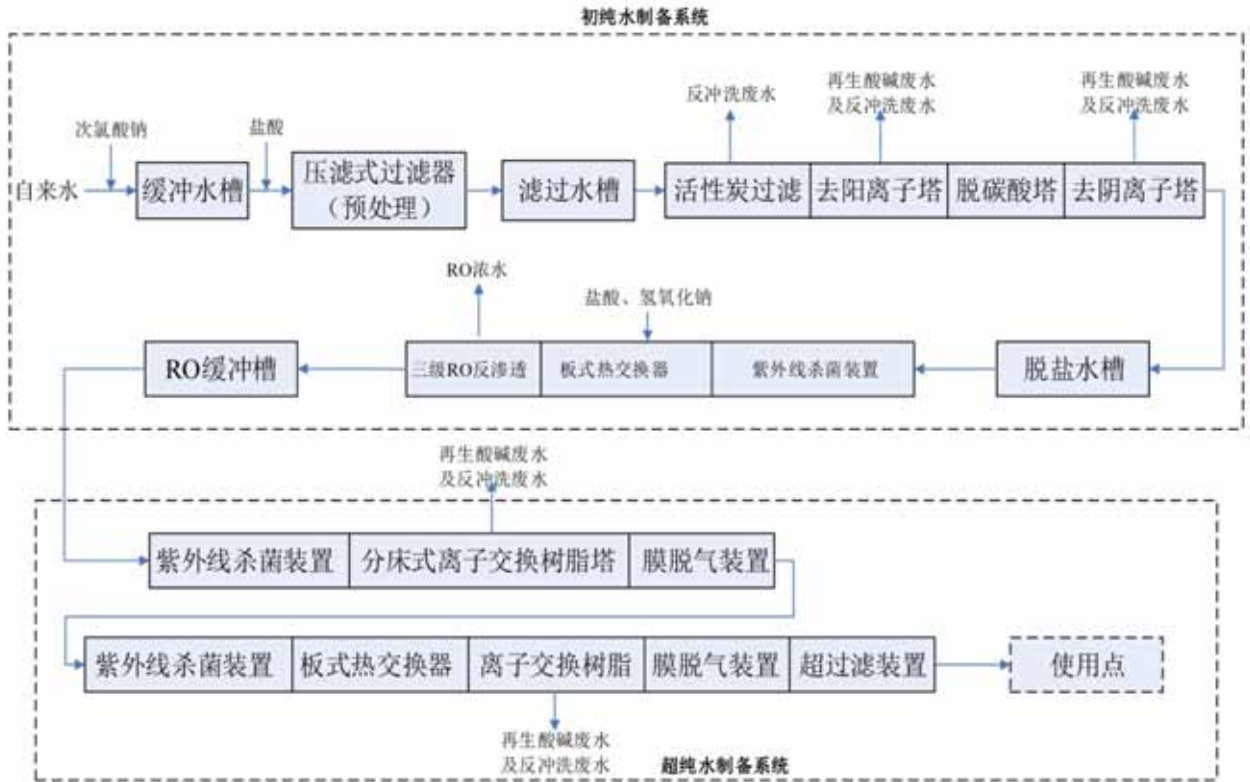 初纯水制备系统
反冲洗废水
再生酸碱废水
及反冲洗废水
再生酸碱废水
及反冲洗废水
次氯酸钠
盐酸
自来水
缓冲水槽
压滤式过滤器
（预处理）
滤过水槽
活性炭过滤
去阳离子塔
脱碳酸塔
去阴离子塔
RO浓水
盐酸、氢氧化钠
RO缓冲槽
三级RO反渗透
板式热交换器
紫外线杀菌装置
脱盐水槽
再生酸碱废水
及反冲洗废水
紫外线杀菌装置
分床式离子交换树脂塔
膜脱气装置
紫外线杀菌装置
板式热交换器
离子交换树脂
膜脱气装置
超过滤装置
使用点
再生酸碱废水
及反冲洗废水
超纯水制备系统